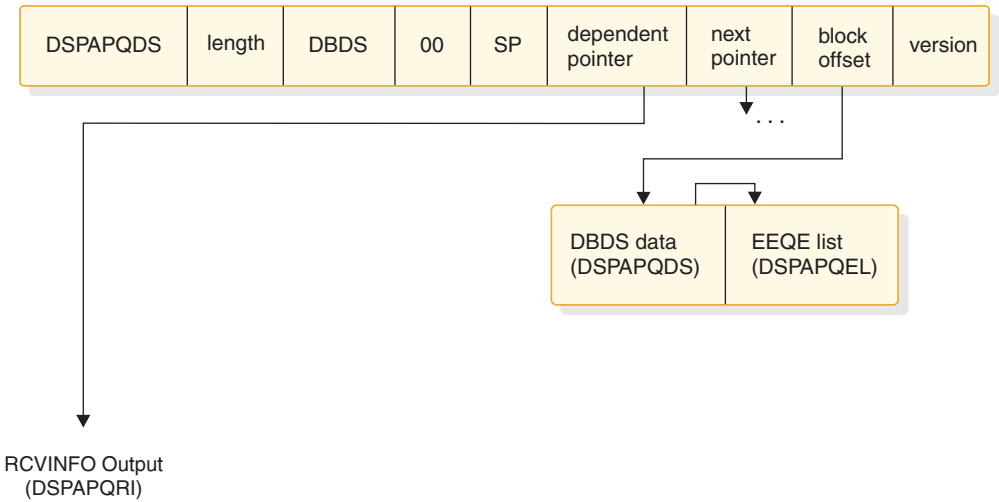 DSPAPQDS length DBDS 00 SP dependent pointer next pointer block offset version
. . .
DBDS data
(DSPAPQDS)
EEQE list
(DSPAPQEL)
RCVINFO Output
(DSPAPQRI)